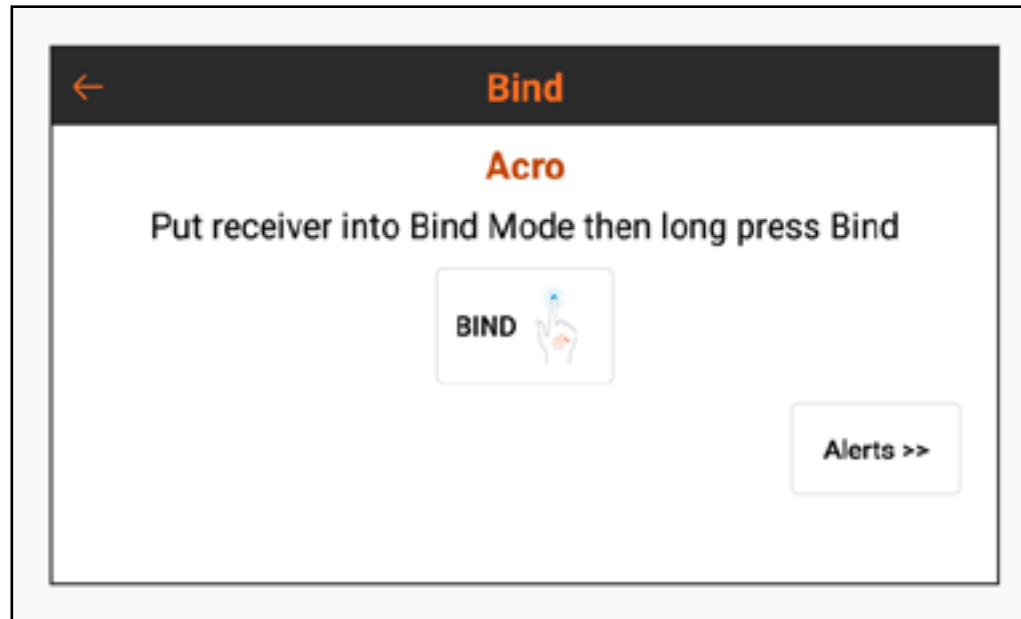 Bind
Acro
Put receiver into Bind Mode then long press Bind
BIND
Alerts >>